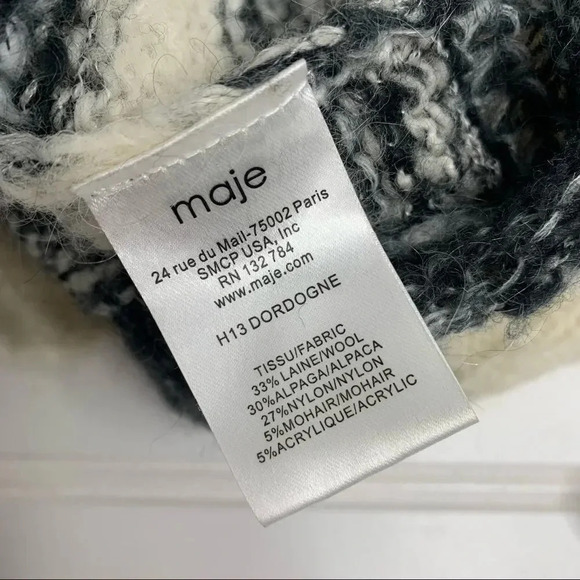 maje
24 rue du Mail-75002 Paris
SMCP USA, Inc
RN 132 784
www.maje.com
H13 DORDOGNE
TISSU/FABRIC
33% LAINE/WOOL
30%ALPAGA/ALPACA
27%NYLON/NYLON
5%MOHAIR/MOHAIR
5%ACRYLIQUE/ACRYLIC